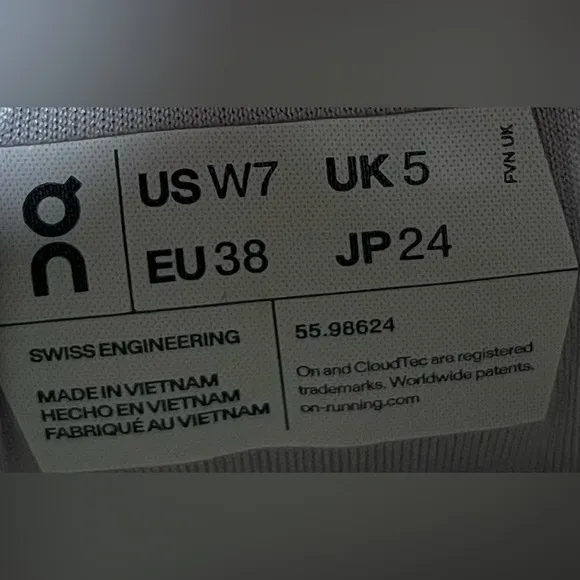 US W7 UK 5
EU 38 JP 24
FVN UK
SWISS ENGINEERING
MADE IN VIETNAM
HECHO EN VIETNAM
FABRIQUÉ AU VIETNAM
55.98624
On and CloudTec are registered
trademarks. Worldwide patents.
on-running.com